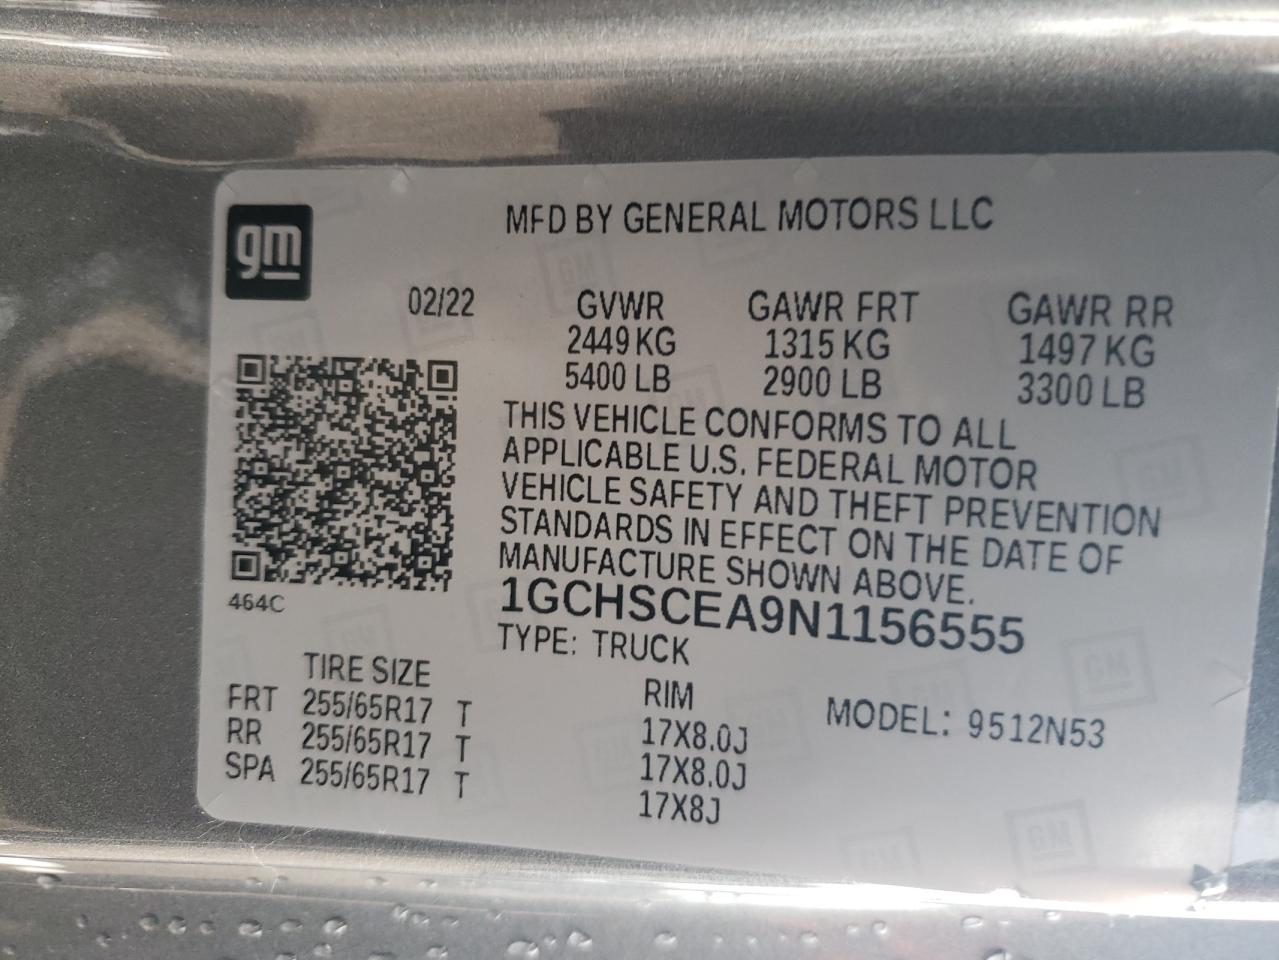 gm
MFD BY GENERAL MOTORS LLC
02/22 GVWR GAWR FRT GAWR RR
2449 KG 1315 KG 1497 KG
5400 LB 2900 LB 3300 LB
THIS VEHICLE CONFORMS TO ALL
APPLICABLE U.S. FEDERAL MOTOR
VEHICLE SAFETY AND THEFT PREVENTION
STANDARDS IN EFFECT ON THE DATE OF
MANUFACTURE SHOWN ABOVE.
464C
1GCHSCEA9N1156555
TYPE: TRUCK
TIRE SIZE RIM MODEL: 9512N53
FRT 255/65R17 T 17X8.0J
RR 255/65R17 T 17X8.0J
SPA 255/65R17 T 17X8J